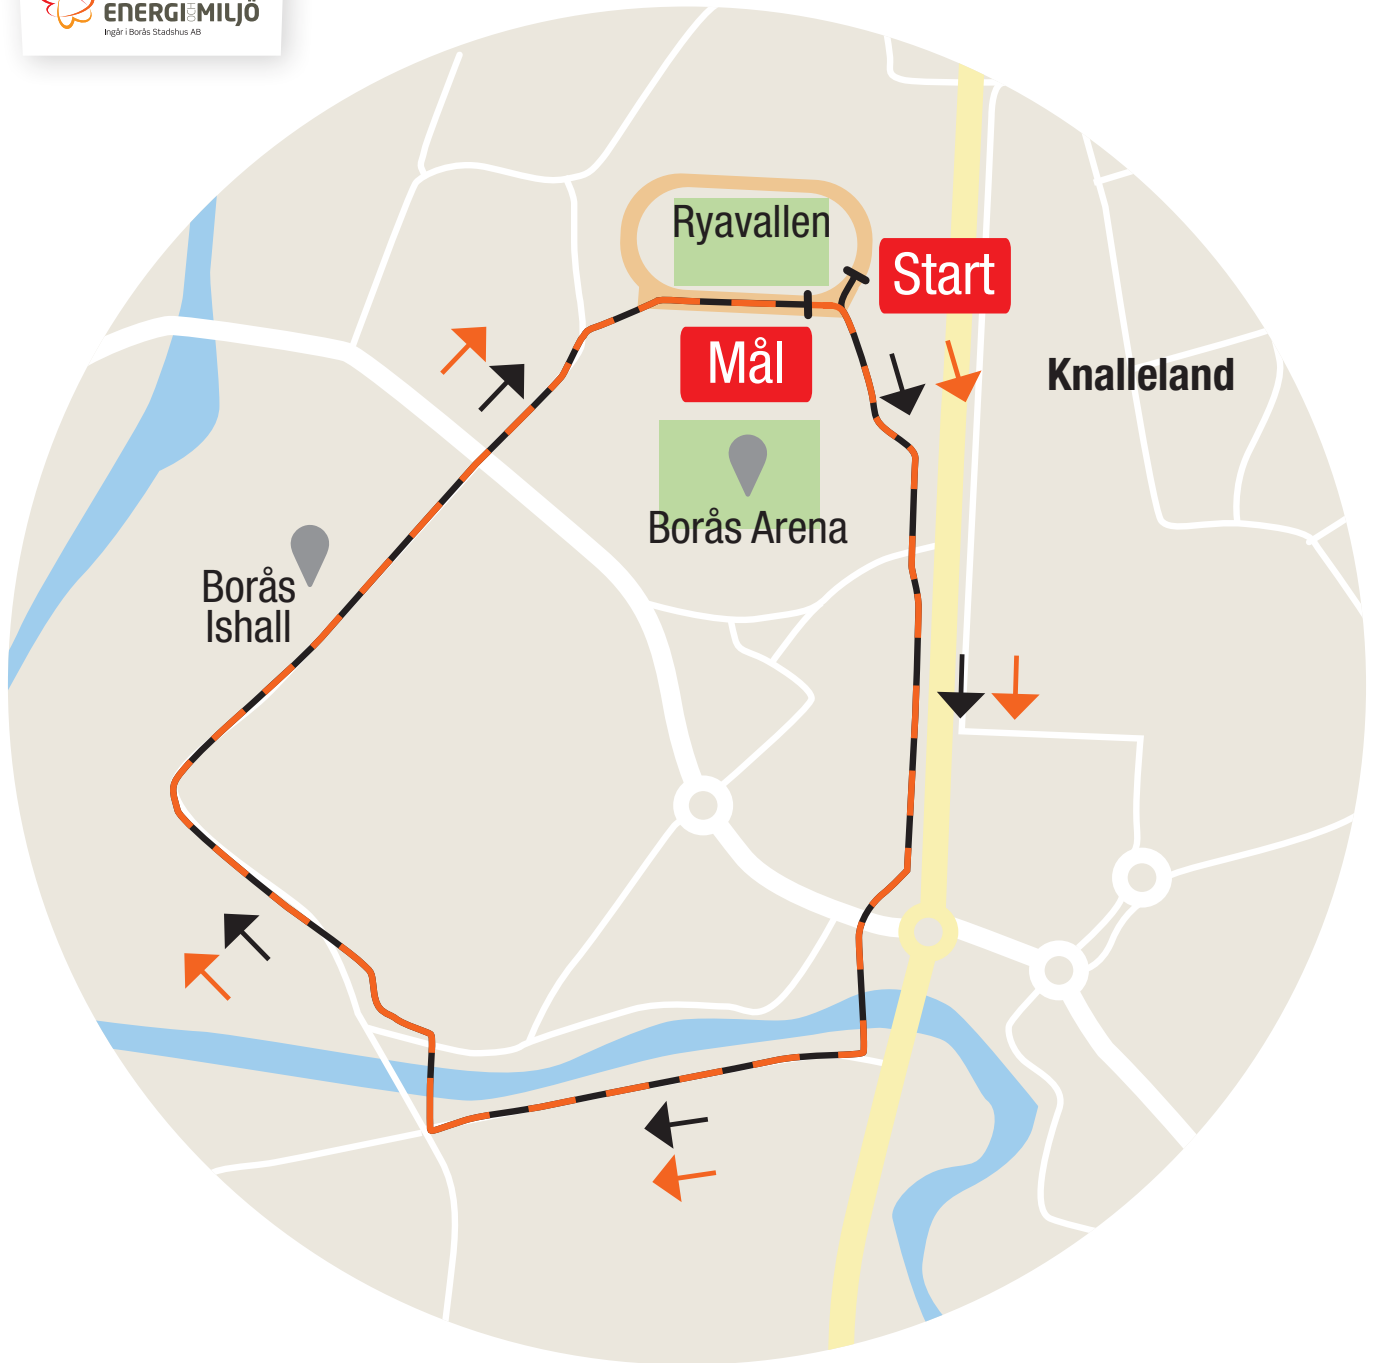 ENERGI OCH MILJÖ
Ingår i Borås Stadshus AB
Ryavallen
Start
Mål
Knalleland
Borås Arena
Borås
Ishall